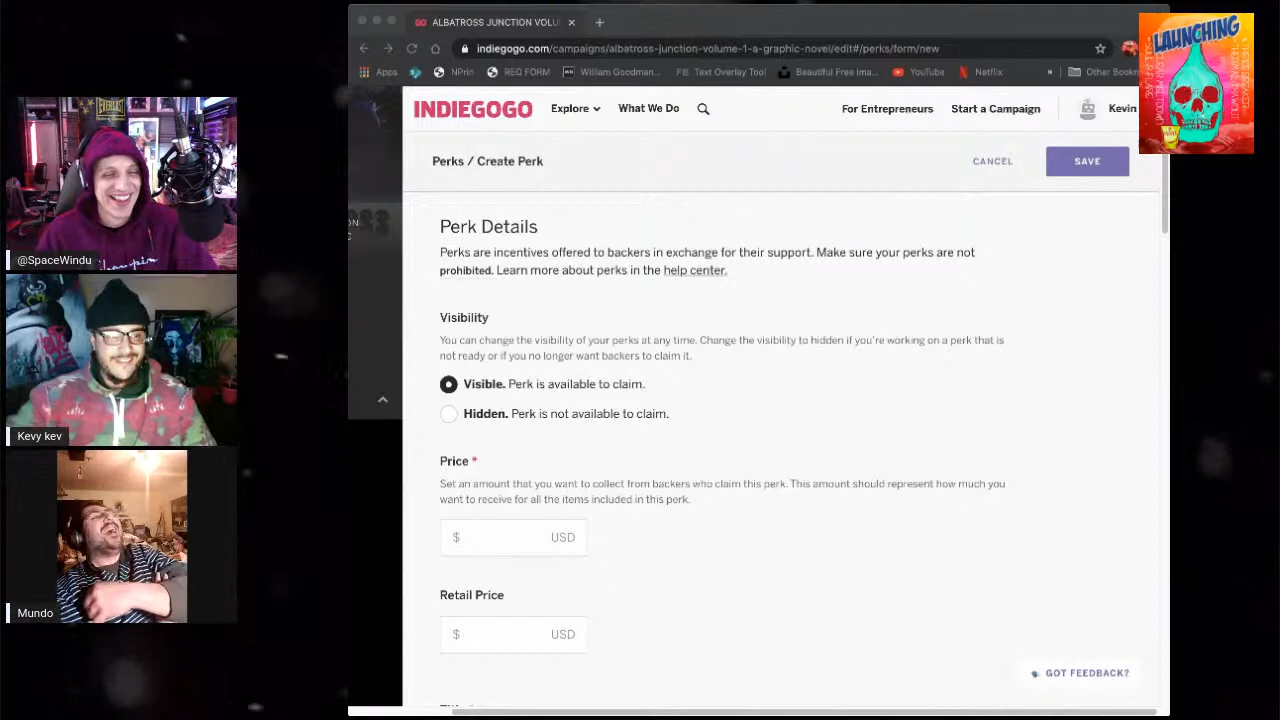 ALBATROSS JUNCTION VOLU
indiegogo.com/campaigns/albatross-junction-volume-1-a-graphic-novel/edit#/perks/form/new
Apps
NPrin
REQ FORM
William Goodman...
Text Overlay Tool
Beautiful Free Ima...
YouTube
Netflix
»
Other Bookm
LAUNCHING
INDIEGOGO
Explore
What We Do
For Entrepreneurs
Start a Campaign
Kevin
Perks / Create Perk
CANCEL
SAVE
Perk Details
Perks are incentives offered to backers in exchange for their support. Make sure your perks are not
prohibited. Learn more about perks in the help center.
Visibility
You can change the visibility of your perks at any time. Change the visibility to hidden if you're working on a perk that is
not ready or if you no longer want backers to claim it.
Visible. Perk is available to claim.
Hidden. Perk is not available to claim.
Price *
Set an amount that you want to collect from backers who claim this perk. This amount should represent how much you
want to receive for all the items included in this perk.
$ USD
Retail Price
$ USD
GOT FEEDBACK?
EVERLAST
@SpaceWindu
Kevy kev
Mundo